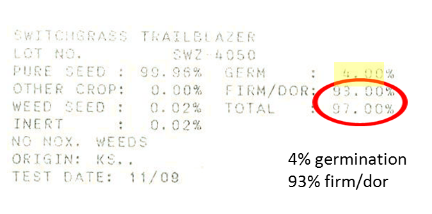 SWITCHGRASS TRAILBLAZER
LOT NO. SWZ-4050
PURE SEED : 99.96% GERM : 4.00%
OTHER CROP: 0.00% FIRM/DOR: 93.00%
WEED SEED : 0.02% TOTAL : 97.00%
INERT : 0.02%
NO NOX. WEEDS
ORIGIN: KS..
TEST DATE: 11/08
4% germination
93% firm/dor